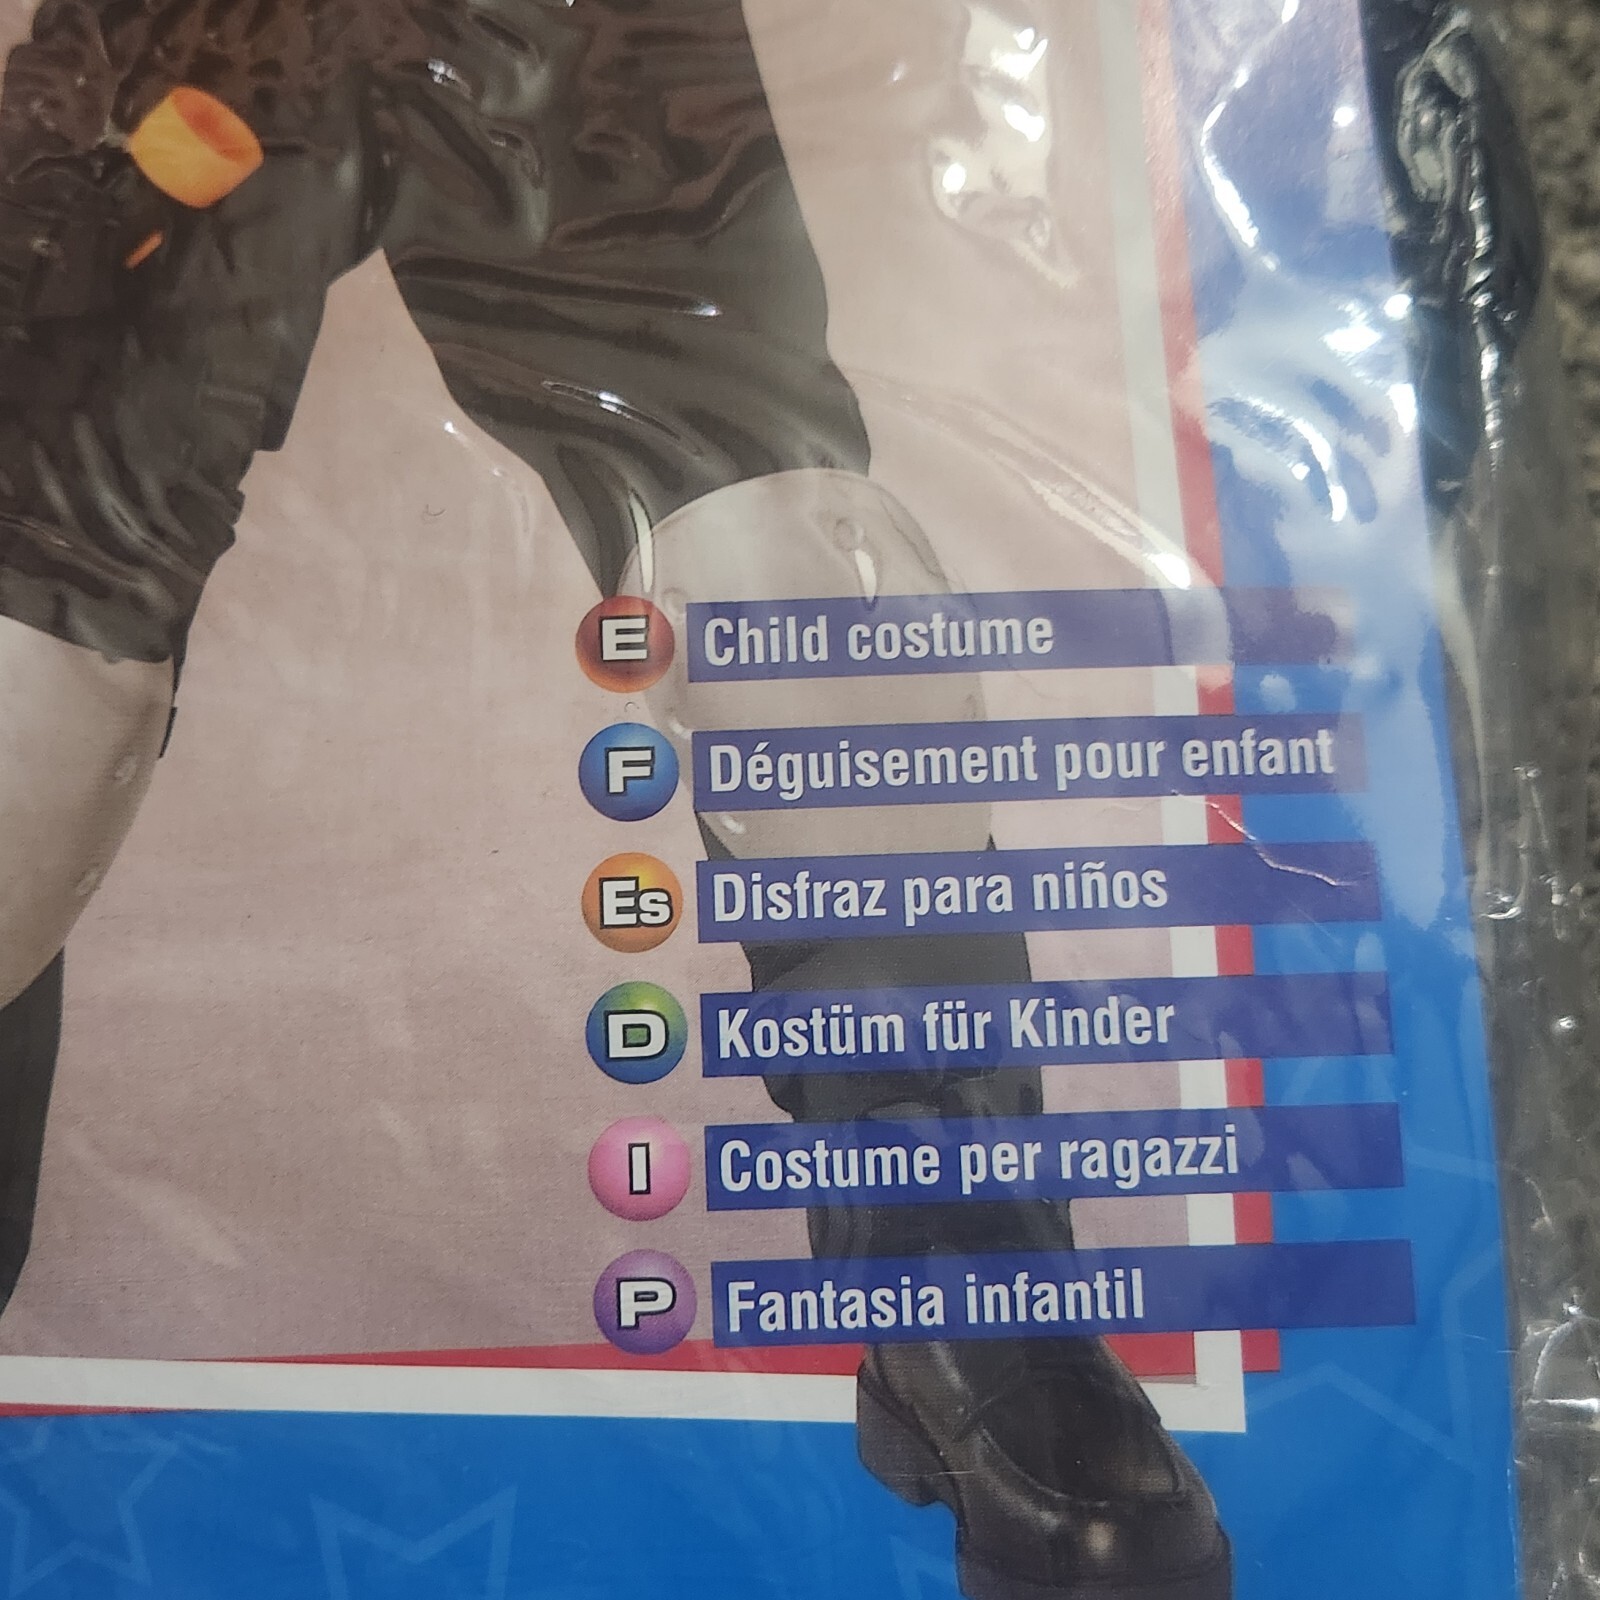 E Child costume
F Déguisement pour enfant
Es Disfraz para niños
D Kostüm für Kinder
I Costume per ragazzi
P Fantasia infantil